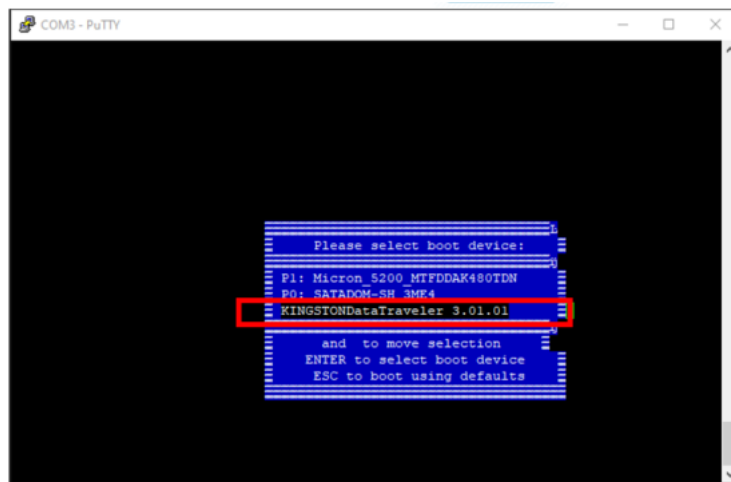 COM3 - PuTTY
Please select boot device:
P1: Micron_5200_MTFDDAK480TDN
P0: SATADOM-SH 3ME4
KINGSTONDataTraveler 3.01.01
and to move selection
ENTER to select boot device
ESC to boot using defaults